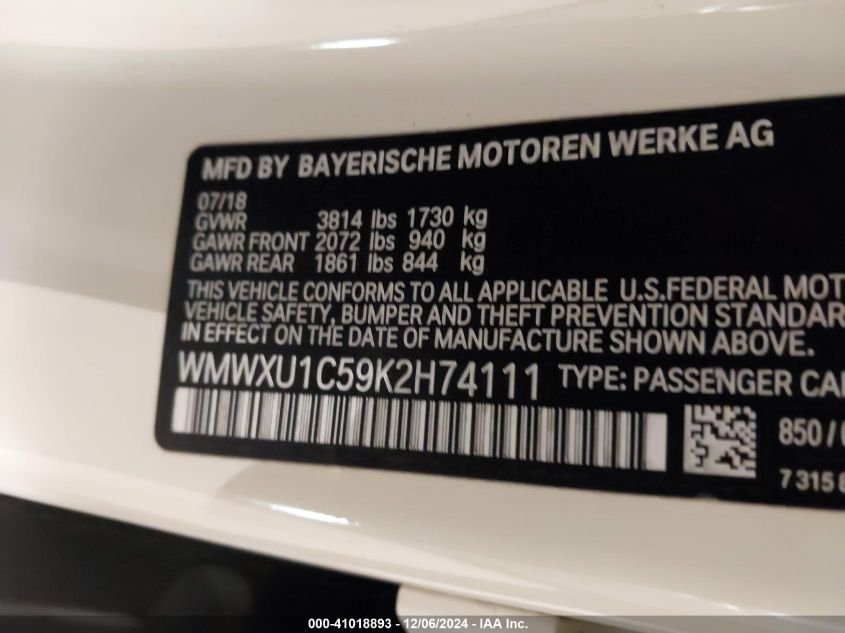 MFD BY BAYERISCHE MOTOREN WERKE AG
07/18
GVWR 3814 lbs 1730 kg
GAWR FRONT 2072 lbs 940 kg
GAWR REAR 1861 lbs 844 kg
THIS VEHICLE CONFORMS TO ALL APPLICABLE U.S.FEDERAL MOT
VEHICLE SAFETY, BUMPER AND THEFT PREVENTION STANDAR
IN EFFECT ON THE DATE OF MANUFACTURE SHOWN ABOVE.
WMWXU1C59K2H74111 TYPE: PASSENGER CA
850/
7315
000-41018893 - 12/06/2024 - IAA Inc.